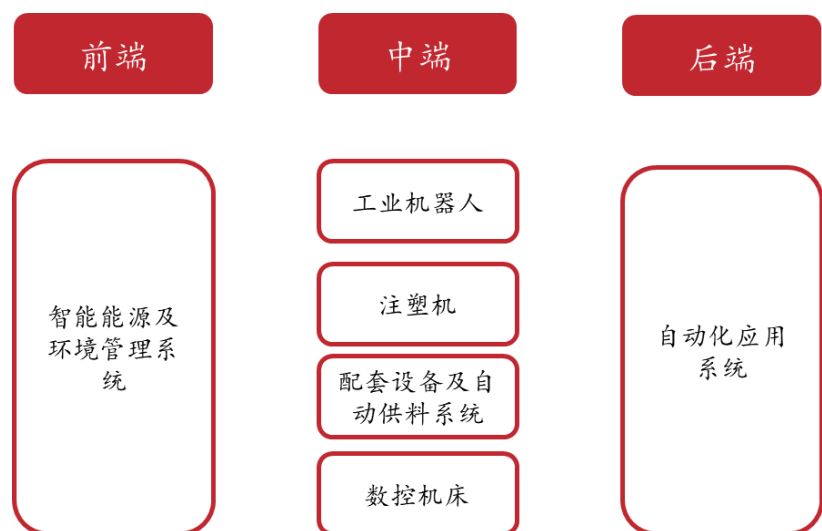 前端
中端
后端
智能能源及
环境管理系
统
工业机器人
注塑机
配套设备及自
动供料系统
数控机床
自动化应用
系统